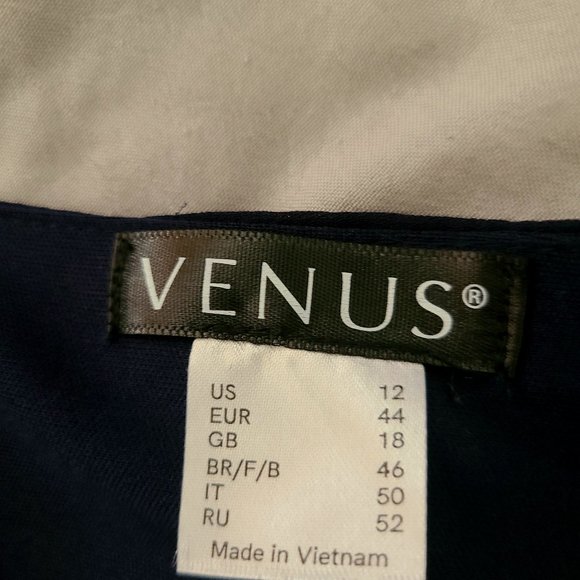 VENUS®
US 12
EUR 44
GB 18
BR/F/B 46
IT 50
RU 52
Made in Vietnam